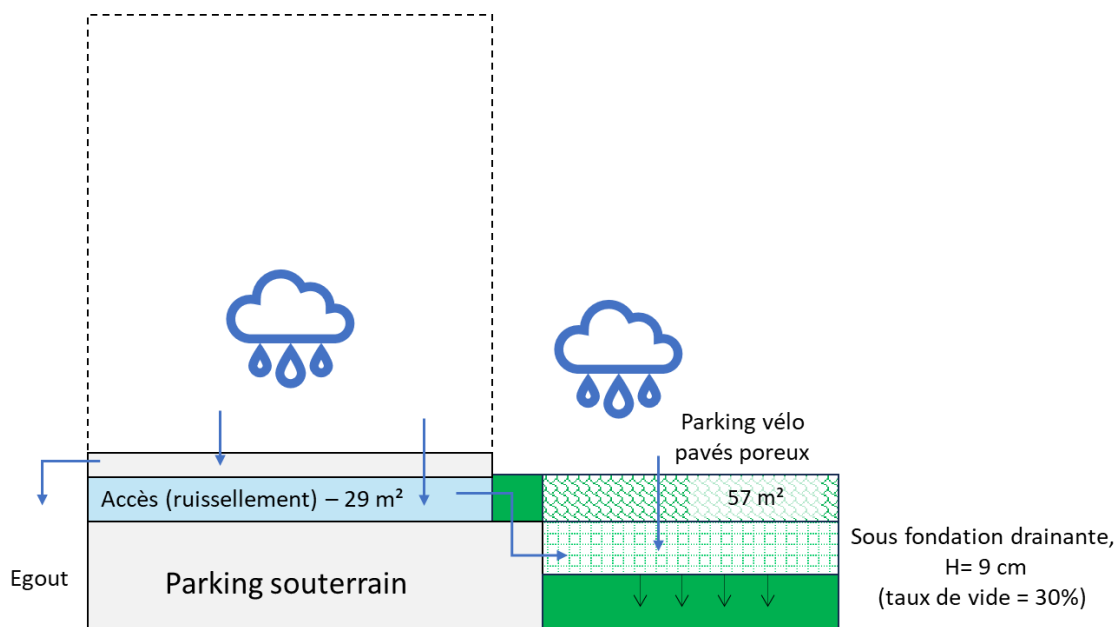 Parking vélo
pavés poreux
Accès (ruissellement) – 29 m²
57 m²
Sous fondation drainante,
H= 9 cm
(taux de vide = 30%)
Egout
Parking souterrain